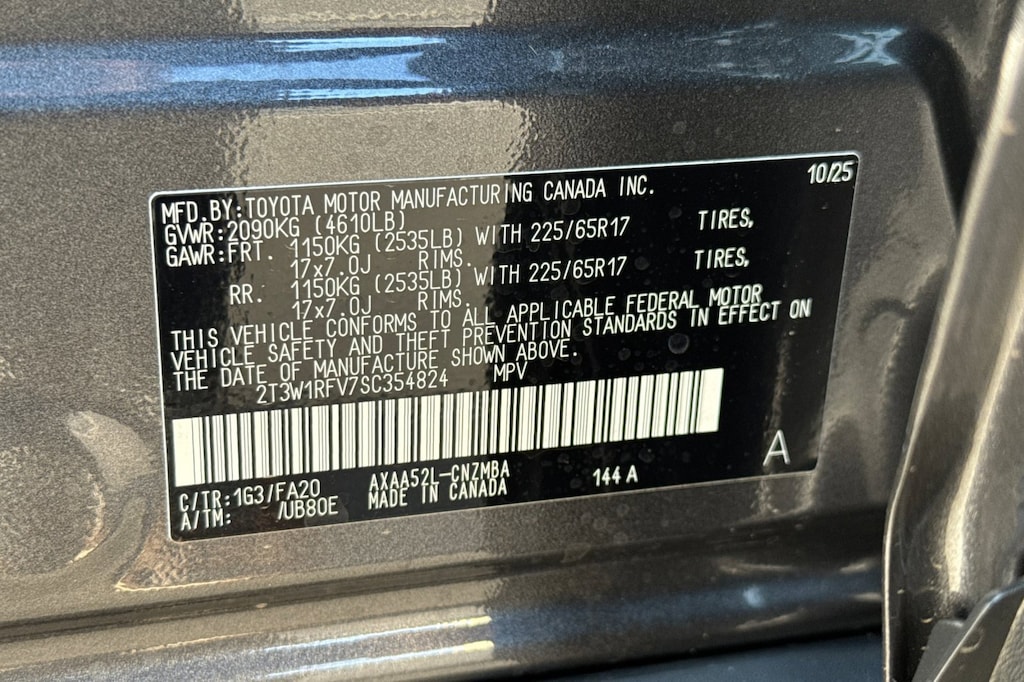 10/25
MFD.BY:TOYOTA MOTOR MANUFACTURING CANADA INC.
GVWR:2090KG (4610LB)
GAWR:FRT. 1150KG (2535LB) WITH 225/65R17 TIRES,
17x7.0J RIMS.
RR. 1150KG (2535LB) WITH 225/65R17 TIRES,
17x7.0J RIMS.
THIS VEHICLE CONFORMS TO ALL APPLICABLE FEDERAL MOTOR
VEHICLE SAFETY AND THEFT PREVENTION STANDARDS IN EFFECT ON
THE DATE OF MANUFACTURE SHOWN ABOVE.
2T3W1RFV7SC354824 MPV
A
C/TR:1G3/FA20 AXAA52L-CNZMBA 144 A
A/TM: /UB80E MADE IN CANADA